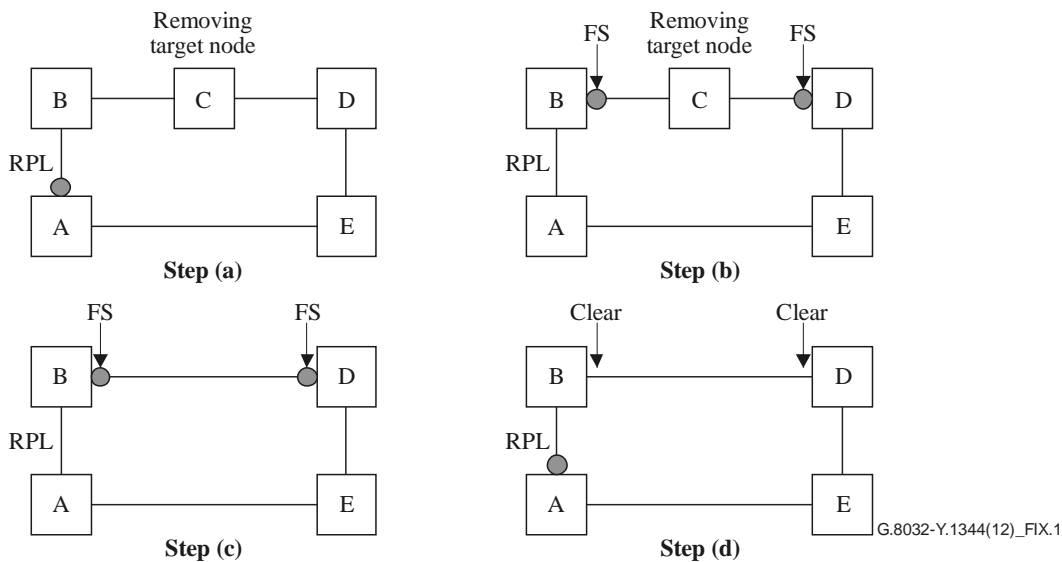 Removing
target node
B
C
D
RPL
A
E
Step (a)
FS
Removing
target node
FS
B
C
D
RPL
A
E
Step (b)
FS
FS
B
D
RPL
A
E
Step (c)
Clear
Clear
B
D
RPL
A
E
Step (d)
G.8032-Y.1344(12)_FIX.1